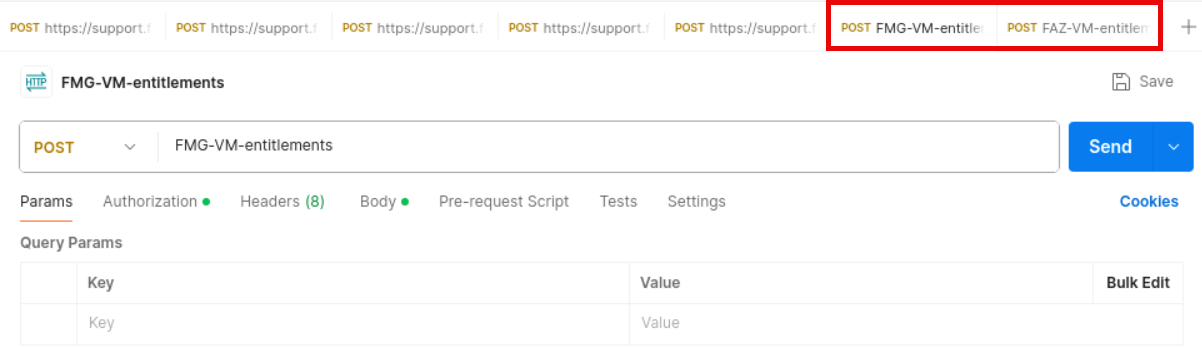 POST https://support.f POST https://support.f POST https://support.f POST https://support.f POST https://support.f POST FMG-VM-entitle POST FAZ-VM-entitlen +
HTTP FMG-VM-entitlements Save
POST FMG-VM-entitlements Send
Params Authorization Headers (8) Body Pre-request Script Tests Settings Cookies
Query Params
Key Value Bulk Edit
Key Value